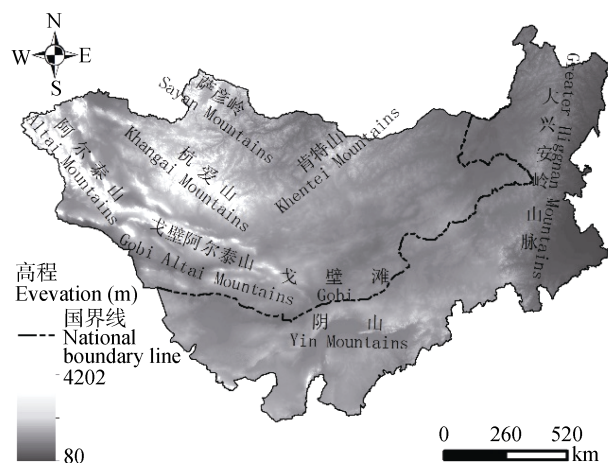 N
W E
S
萨彦岭
Sayan Mountains
阿尔泰山
Altai Mountains
杭爱山
Khangai Mountains
肯特山
Khentei Mountains
大兴安岭山脉
Greater Higgnan Mountains
戈壁阿尔泰山
Gobi Altai Mountains
戈壁滩
Gobi
阴山
Yin Mountains
高程
Evevation (m)
国界线
National
boundary line
4202
80
0 260 520
km